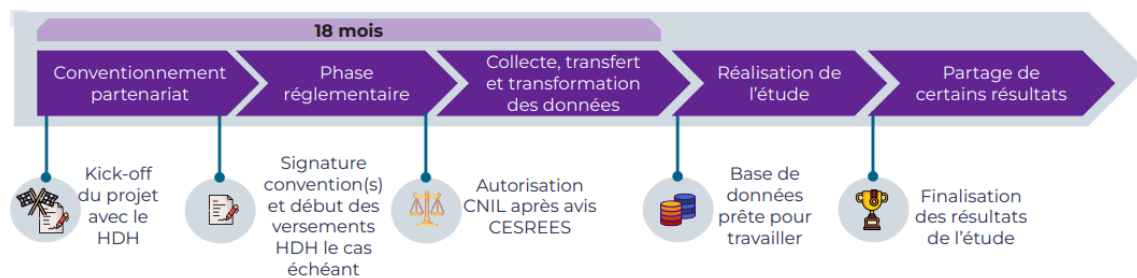 18 mois
Conventionnement
partenariat
Phase
réglementaire
Collecte, transfert
et transformation
des données
Réalisation de
l'étude
Partage de
certains résultats
Kick-off
du projet
avec le
HDH
Signature
convention(s)
et début des
versements
HDH le cas
échéant
Autorisation
CNIL après avis
CESREES
Base de
données
prête pour
travailler
Finalisation
des résultats
de l'étude